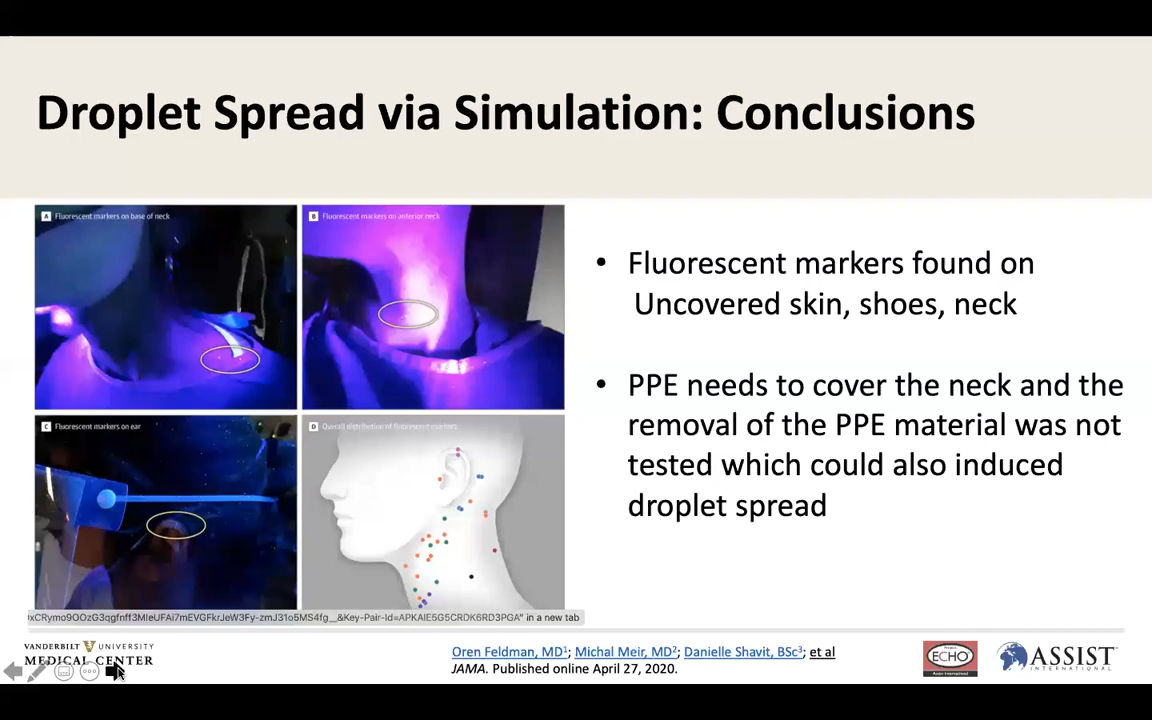 Droplet Spread via Simulation: Conclusions
A Fluorescent markers on base of neck
B Fluorescent markers on anterior neck
C Fluorescent markers on ear
D Overall distribution of fluorescent markers
• Fluorescent markers found on
Uncovered skin, shoes, neck
• PPE needs to cover the neck and the
removal of the PPE material was not
tested which could also induced
droplet spread
in a new tab
VANDERBILT UNIVERSITY
MEDICAL CENTER
Oren Feldman, MD1; Michal Meir, MD2; Danielle Shavit, BSc3; et al
JAMA. Published online April 27, 2020.
ECHO
ASSIST
INTERNATIONAL